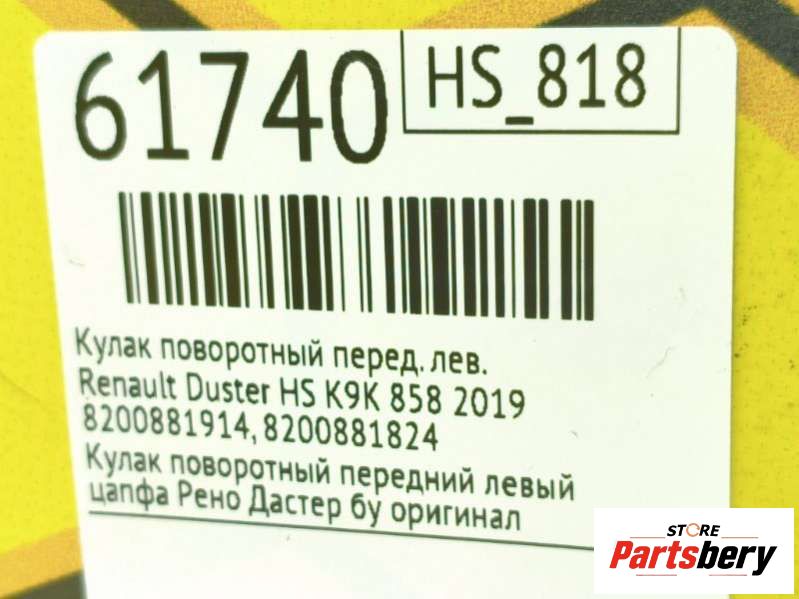 61740
HS_818
Кулак поворотный перед. лев.
Renault Duster HS K9K 858 2019
8200881914, 8200881824
Кулак поворотный передний левый
цапфа Рено Дастер бу оригинал
STORE
Partsbery